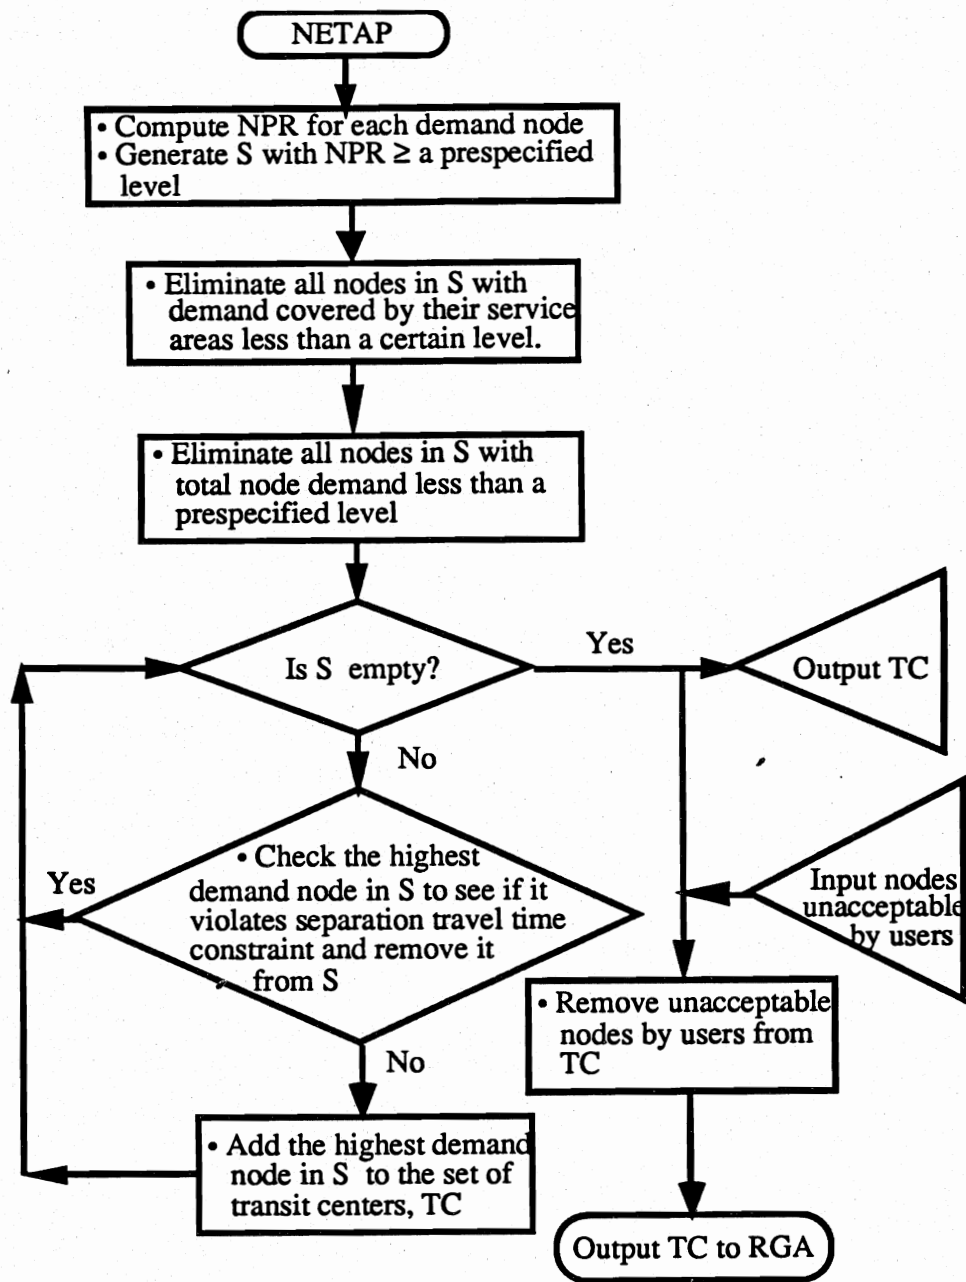 NETAP
• Compute NPR for each demand node
• Generate S with NPR ≥ a prespecified
level
• Eliminate all nodes in S with
demand covered by their service
areas less than a certain level.
• Eliminate all nodes in S with
total node demand less than a
prespecified level
Is S empty?
Yes
Output TC
No
• Check the highest
demand node in S to see if it
violates separation travel time
constraint and remove it
from S
Yes
Input nodes
unacceptable
by users
No
• Remove unacceptable
nodes by users from
TC
• Add the highest demand
node in S to the set of
transit centers, TC
Output TC to RGA